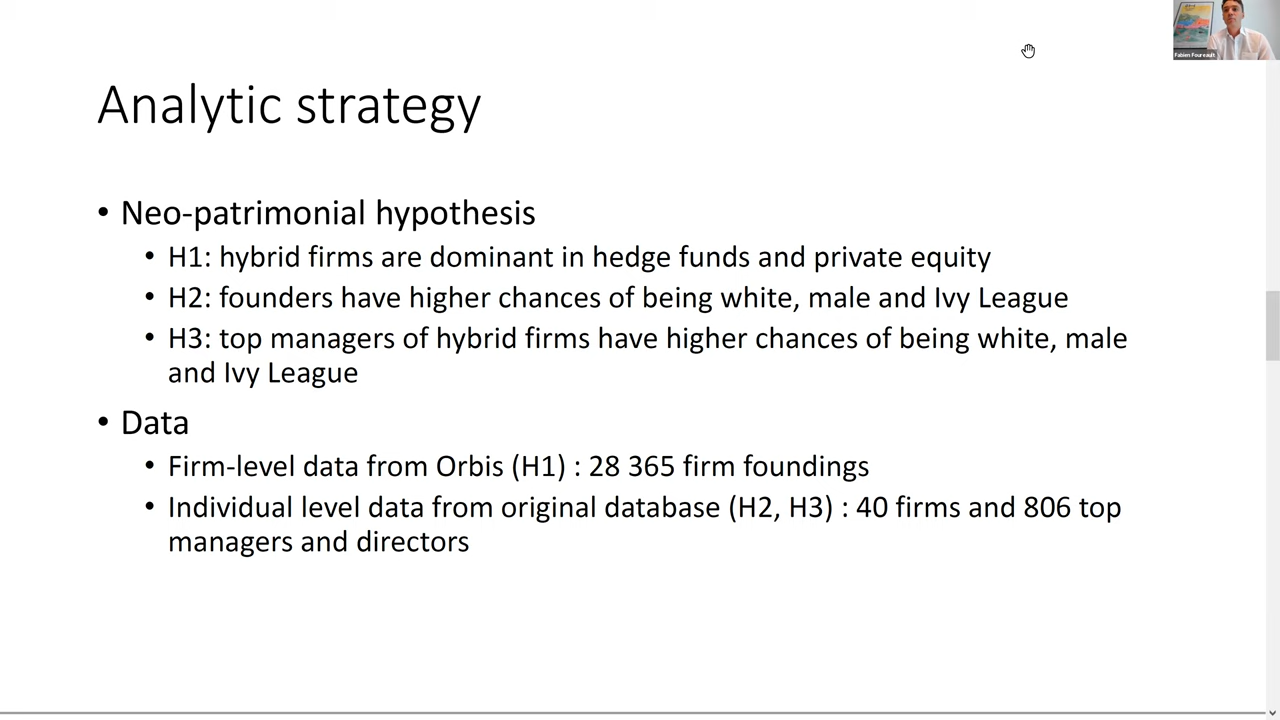 Fabien Foureault
Analytic strategy
• Neo-patrimonial hypothesis
• H1: hybrid firms are dominant in hedge funds and private equity
• H2: founders have higher chances of being white, male and Ivy League
• H3: top managers of hybrid firms have higher chances of being white, male
and Ivy League
• Data
• Firm-level data from Orbis (H1) : 28 365 firm foundings
• Individual level data from original database (H2, H3) : 40 firms and 806 top
managers and directors